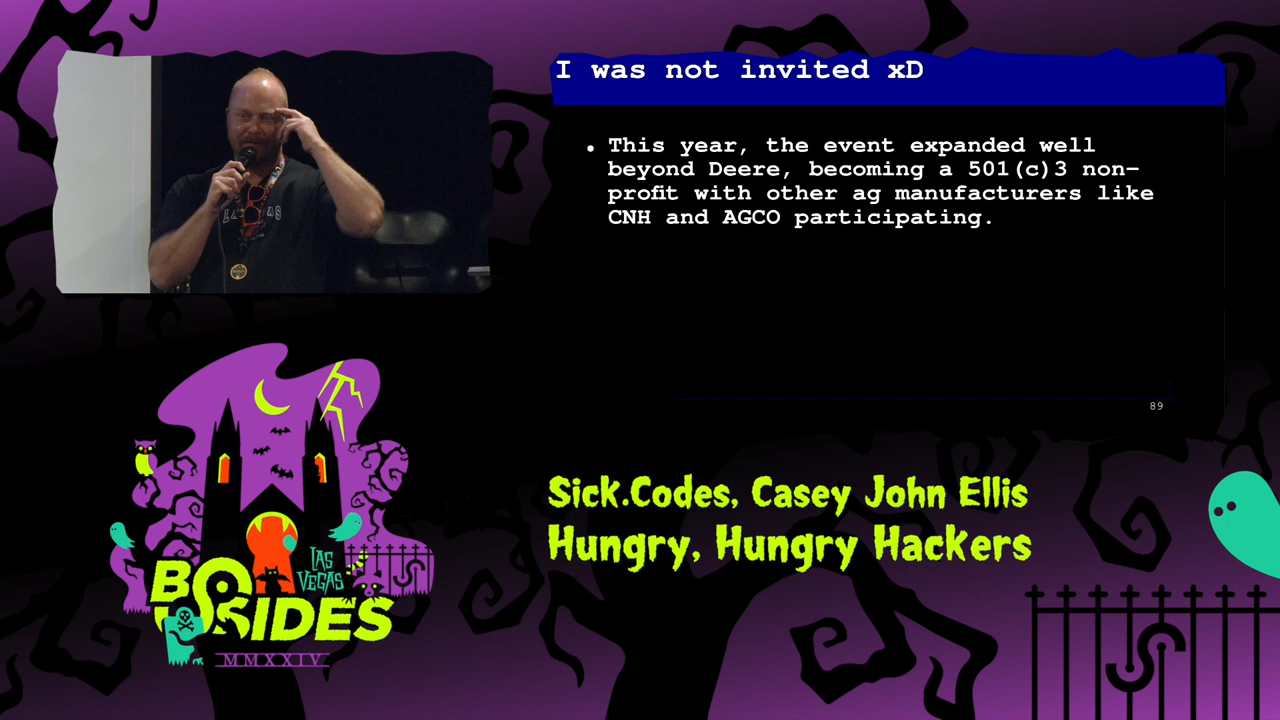 I was not invited xD
• This year, the event expanded well
beyond Deere, becoming a 501(c)3 non-
profit with other ag manufacturers like
CNH and AGCO participating.
89
Sick.Codes, Casey John Ellis
Hungry, Hungry Hackers
LAS
VEGAS
BSIDES
MMXXIV